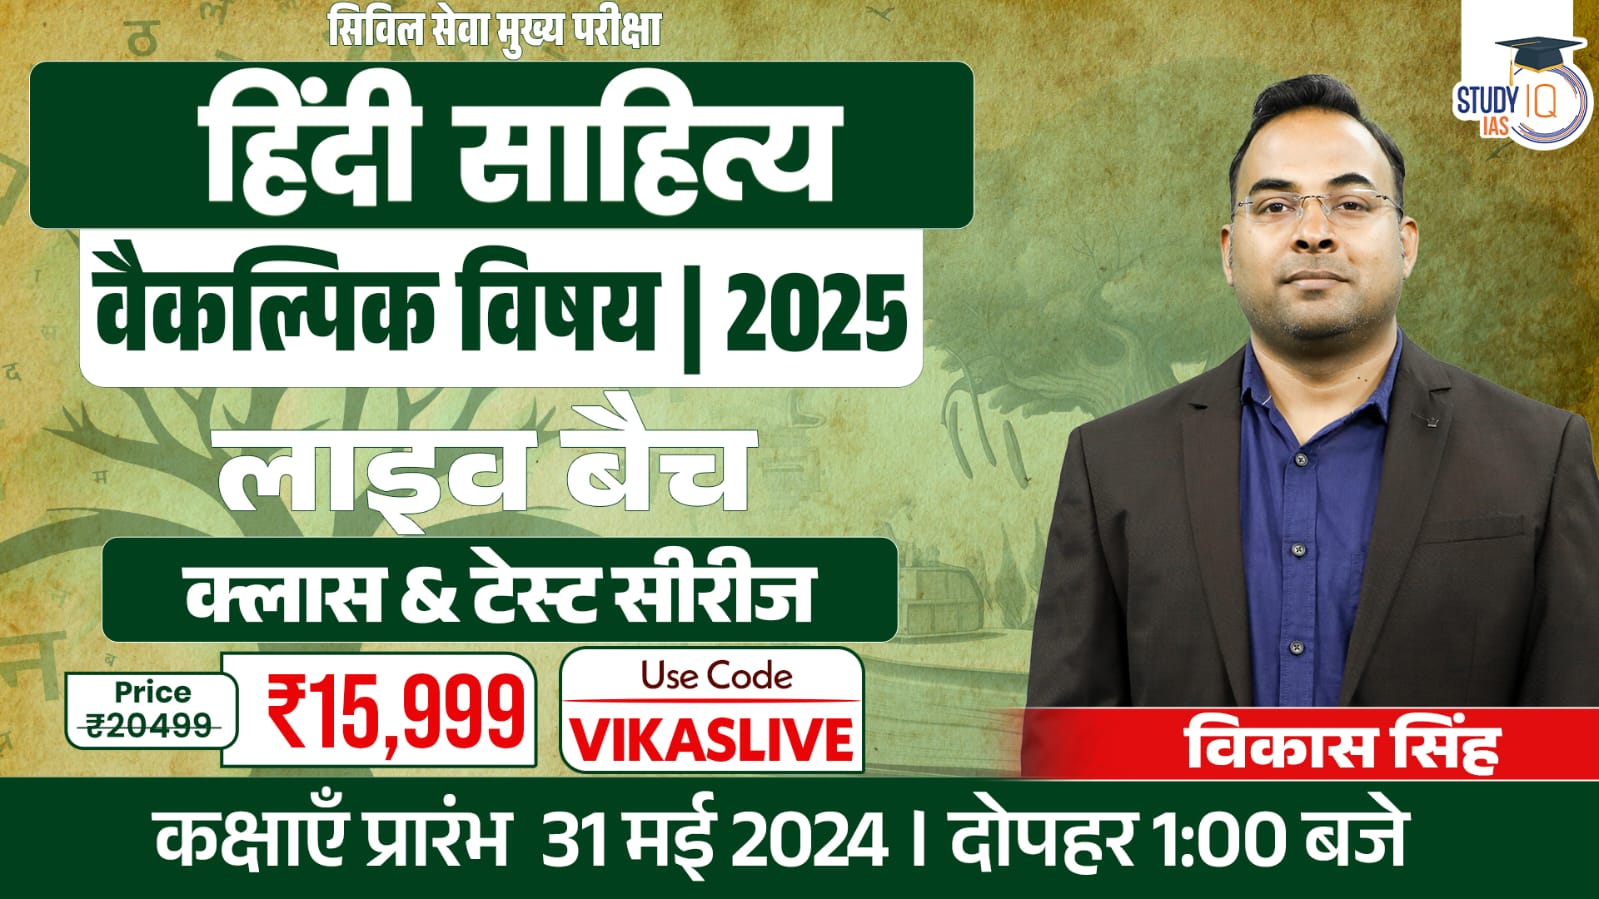 सिविल सेवा मुख्य परीक्षा
हिंदी साहित्य
वैकल्पिक विषय | 2025
लाइव बैच
क्लास & टेस्ट सीरीज
Price
₹20499
₹15,999
Use Code
VIKASLIVE
STUDY IQ
IAS
विकास सिंह
कक्षाएँ प्रारंभ 31 मई 2024 । दोपहर 1:00 बजे